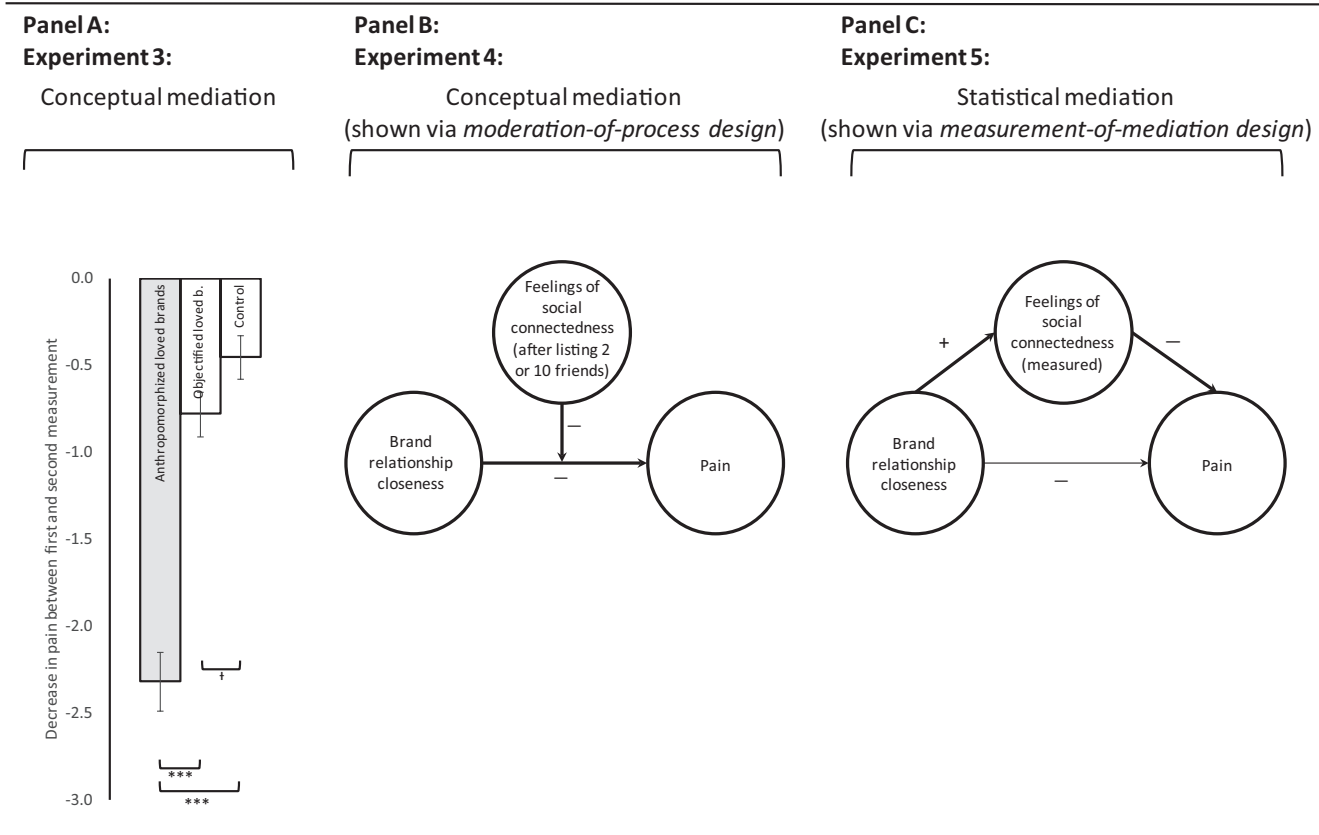 Panel A:
Experiment 3:
Conceptual mediation
Panel B:
Experiment 4:
Conceptual mediation
(shown via moderation-of-process design)
Panel C:
Experiment 5:
Statistical mediation
(shown via measurement-of-mediation design)
Decrease in pain between first and second measurement
0.0
-0.5
-1.0
-1.5
-2.0
-2.5
-3.0
Anthropomorphized loved brands
Objectified loved b.
Control
†
***
***
Feelings of
social
connectedness
(after listing 2
or 10 friends)
—
Brand
relationship
closeness
—
Pain
Feelings of
social
connectedness
(measured)
+
—
Brand
relationship
closeness
—
Pain